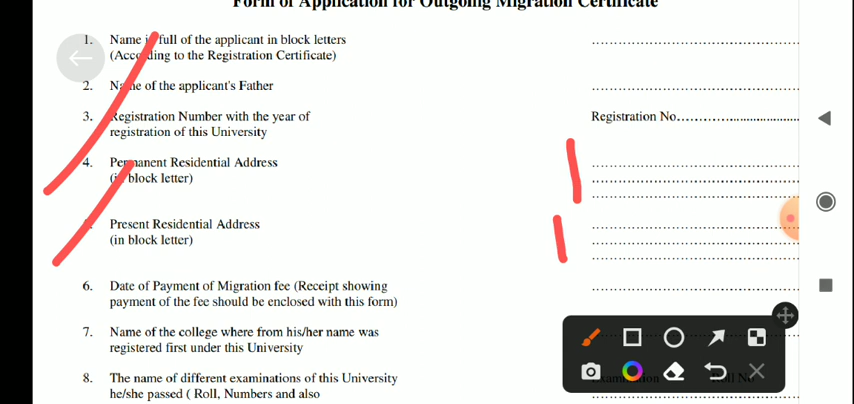 Form of Application for Outgoing Migration Certificate
1. Name in full of the applicant in block letters
(According to the Registration Certificate)
2. Name of the applicant's Father
3. Registration Number with the year of registration of this University
Registration No..........................
4. Permanent Residential Address
(in block letter)
Present Residential Address
(in block letter)
6. Date of Payment of Migration fee (Receipt showing
payment of the fee should be enclosed with this form)
7. Name of the college where from his/her name was
registered first under this University
8. The name of different examinations of this University
he/she passed ( Roll, Numbers and also
Examination Roll No